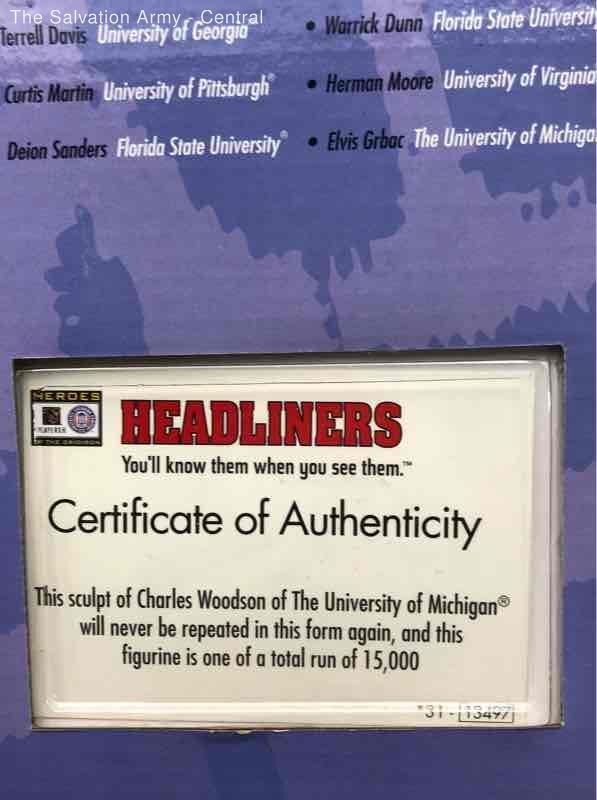 The Salvation Army - Central
Terrell Davis University of Georgia
• Warrick Dunn Florida State Universit
Curtis Martin University of Pittsburgh®
• Herman Moore University of Virginia
Deion Sanders Florida State University®
• Elvis Grbac The University of Michiga
HEROES
PLAYERS
OF THE GRIDIRON
HEADLINERS
You'll know them when you see them.™
Certificate of Authenticity
This sculpt of Charles Woodson of The University of Michigan®
will never be repeated in this form again, and this
figurine is one of a total run of 15,000
*31 - 13497